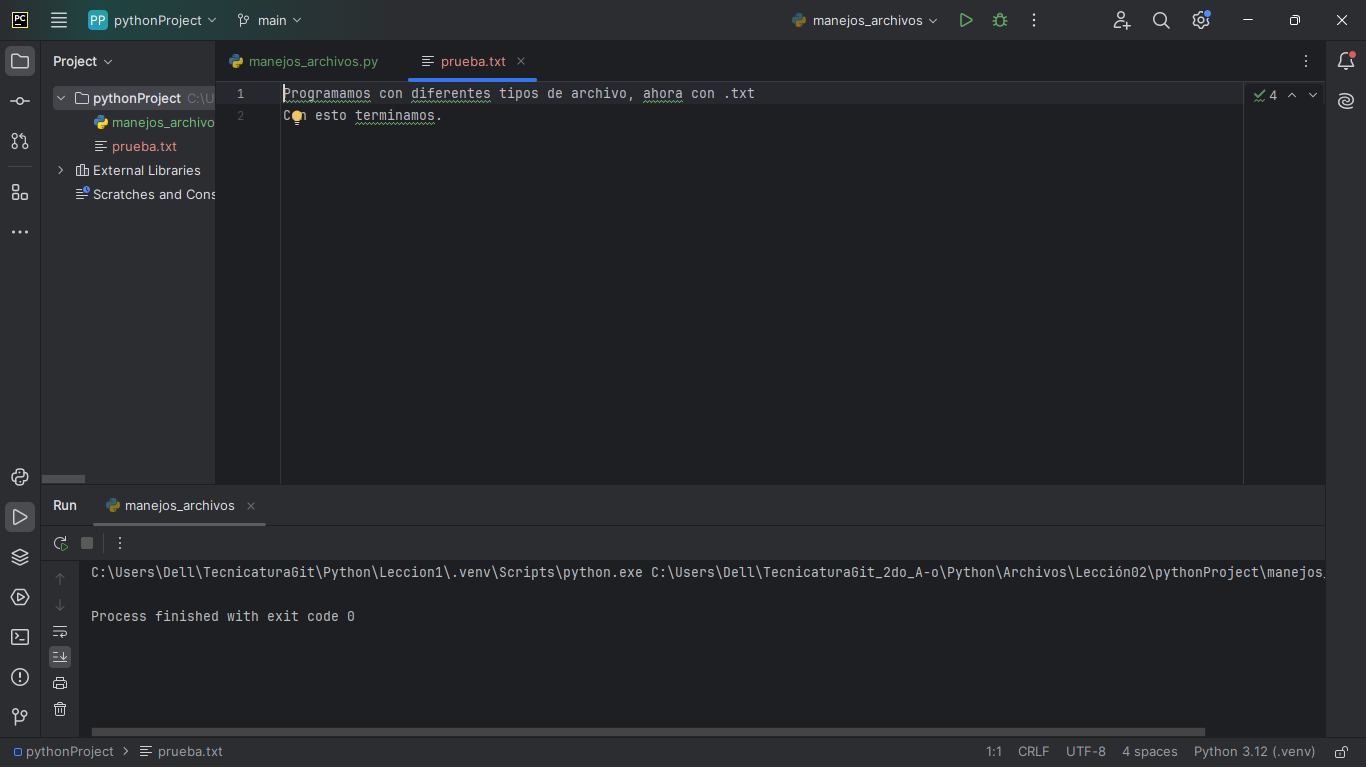 PC
PP pythonProject
main
manejos_archivos
Project
manejos_archivos.py
prueba.txt
pythonProject C:\U
manejos_archivo
prueba.txt
External Libraries
Scratches and Cons
1 Programamos con diferentes tipos de archivo, ahora con .txt
2 Con esto terminamos.
4
Run
manejos_archivos
C:\Users\Dell\TecnicaturaGit\Python\Leccion1\.venv\Scripts\python.exe C:\Users\Dell\TecnicaturaGit_2do_A-o\Python\Archivos\Lección02\pythonProject\manejos_
Process finished with exit code 0
pythonProject
prueba.txt
1:1 CRLF UTF-8 4 spaces Python 3.12 (.venv)